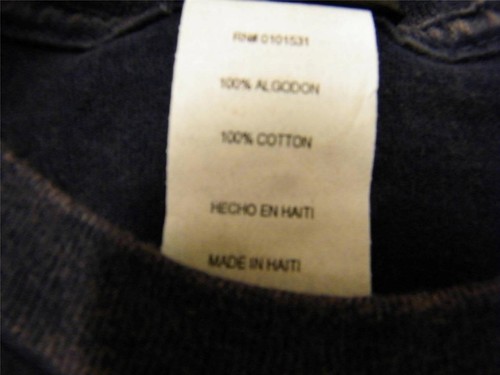 RN# 0101531
100% ALGODON
100% COTTON
HECHO EN HAITI
MADE IN HAITI